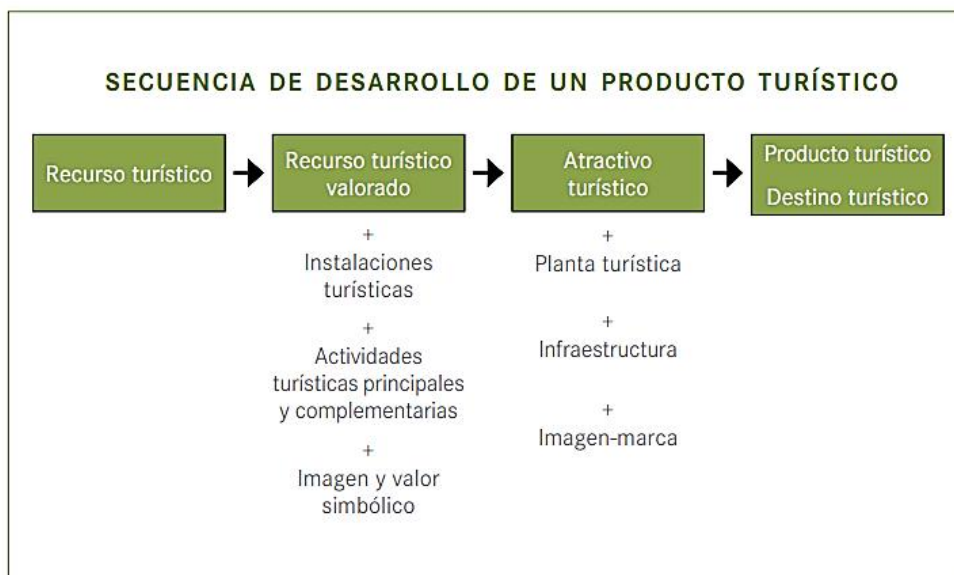 SECUENCIA DE DESARROLLO DE UN PRODUCTO TURÍSTICO
Recurso turístico
Recurso turístico
valorado
Atractivo
turístico
Producto turístico
Destino turístico
+
Instalaciones
turísticas
+
Actividades
turísticas principales
y complementarias
+
Imagen y valor
simbólico
+
Planta turística
+
Infraestructura
+
Imagen-marca